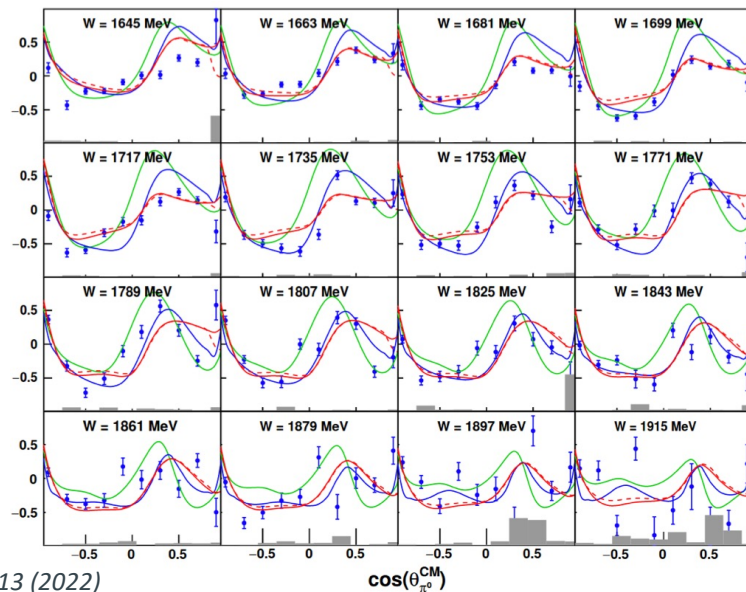 W = 1645 MeV W = 1663 MeV W = 1681 MeV W = 1699 MeV
0.5
0
−0.5
W = 1717 MeV W = 1735 MeV W = 1753 MeV W = 1771 MeV
0.5
0
−0.5
W = 1789 MeV W = 1807 MeV W = 1825 MeV W = 1843 MeV
0.5
0
−0.5
W = 1861 MeV W = 1879 MeV W = 1897 MeV W = 1915 MeV
0.5
0
−0.5
−0.5 0 0.5 −0.5 0 0.5 −0.5 0 0.5 −0.5 0 0.5
13 (2022) cos(θ^CM_π⁰)